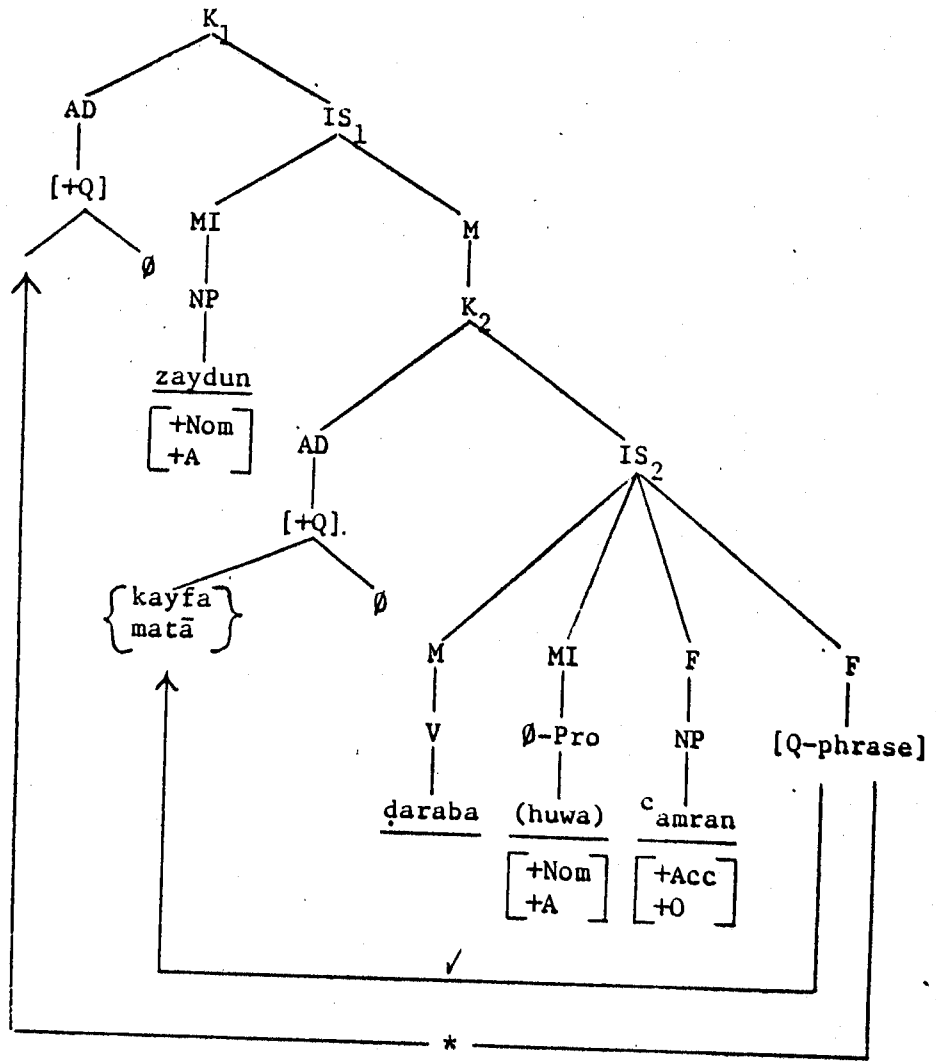 K₁
AD IS₁
[+Q] MI M
Ø NP K₂
zaydun
[+Nom +A]
AD IS₂
[+Q].
{kayfa matā} Ø
M MI F F
V Ø-Pro NP [Q-phrase]
ḍaraba (huwa) ᶜamran
[+Nom +A] [+Acc +O]
✓
*